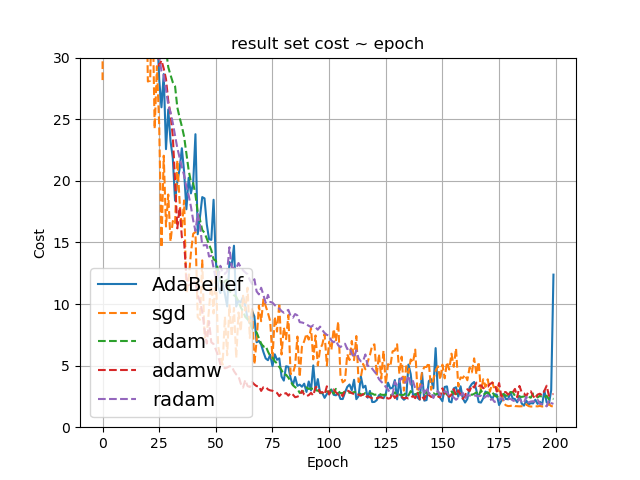 result set cost ~ epoch
30
25
20
15
10
5
0
Cost
AdaBelief
sgd
adam
adamw
radam
0 25 50 75 100 125 150 175 200
Epoch